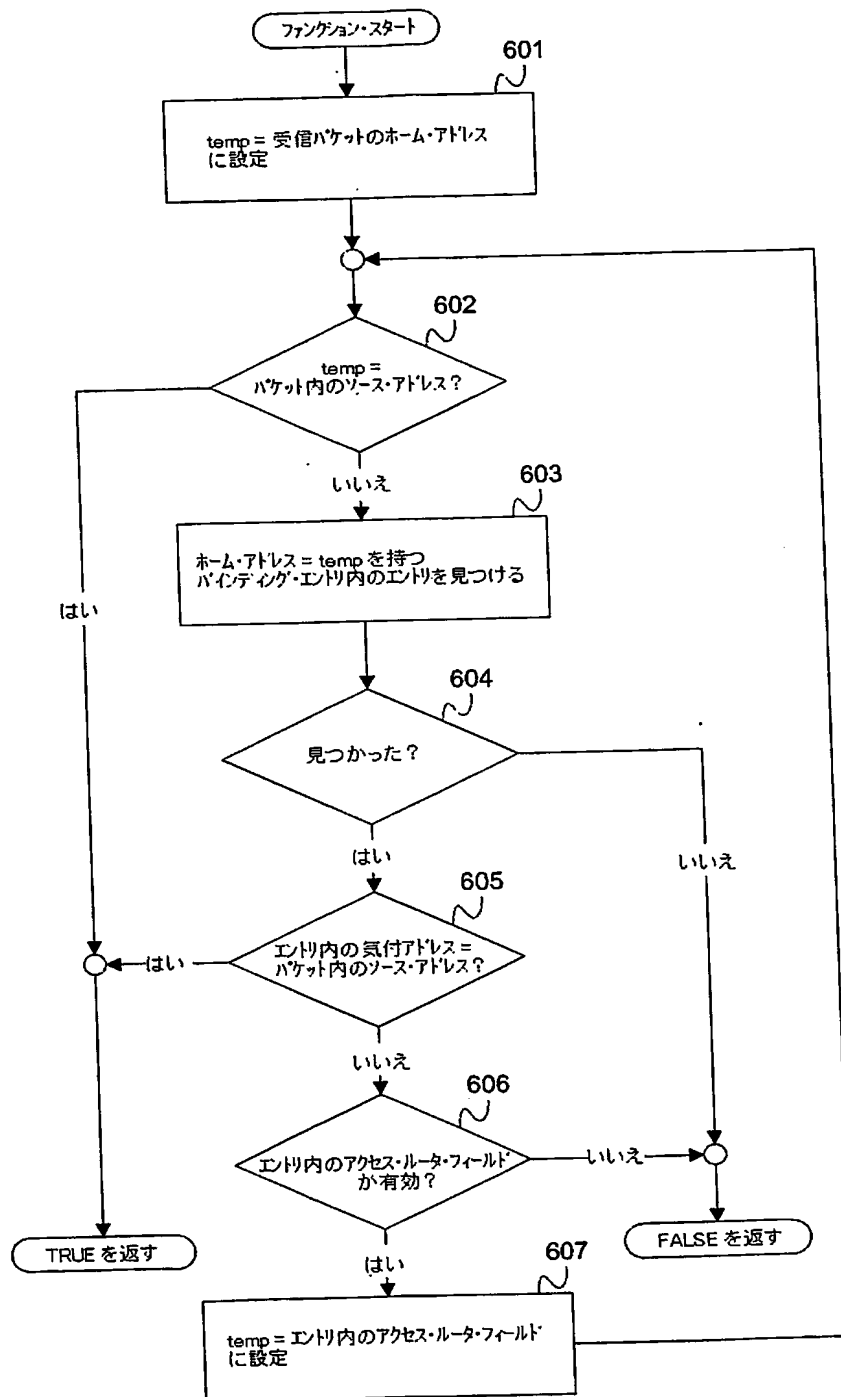 ファンクション・スタート
601
temp = 受信パケットのホーム・アドレス
に設定
602
temp =
パケット内のソース・アドレス?
いいえ
603
ホーム・アドレス = temp を持つ
バインディング・エントリ内のエントリを見つける
はい
604
見つかった?
はい
いいえ
605
エントリ内の気付アドレス =
パケット内のソース・アドレス?
はい
いいえ
606
エントリ内のアクセス・ルータ・フィールド
が有効?
いいえ
TRUE を返す
FALSE を返す
はい
607
temp = エントリ内のアクセス・ルータ・フィールド
に設定